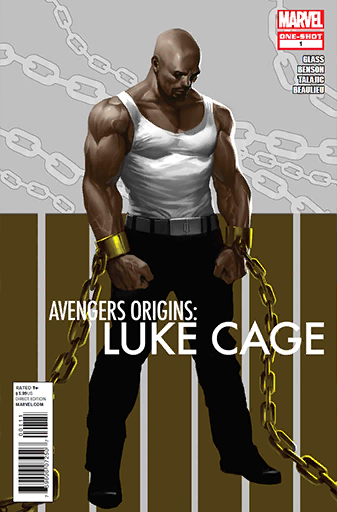 MARVEL
ONE-SHOT
1
GLASS
BENSON
TALAJIC
BEAULIEU
AVENGERS ORIGINS:
LUKE CAGE
RATED T+
$3.99 US
DIRECT EDITION
MARVEL.COM
00111